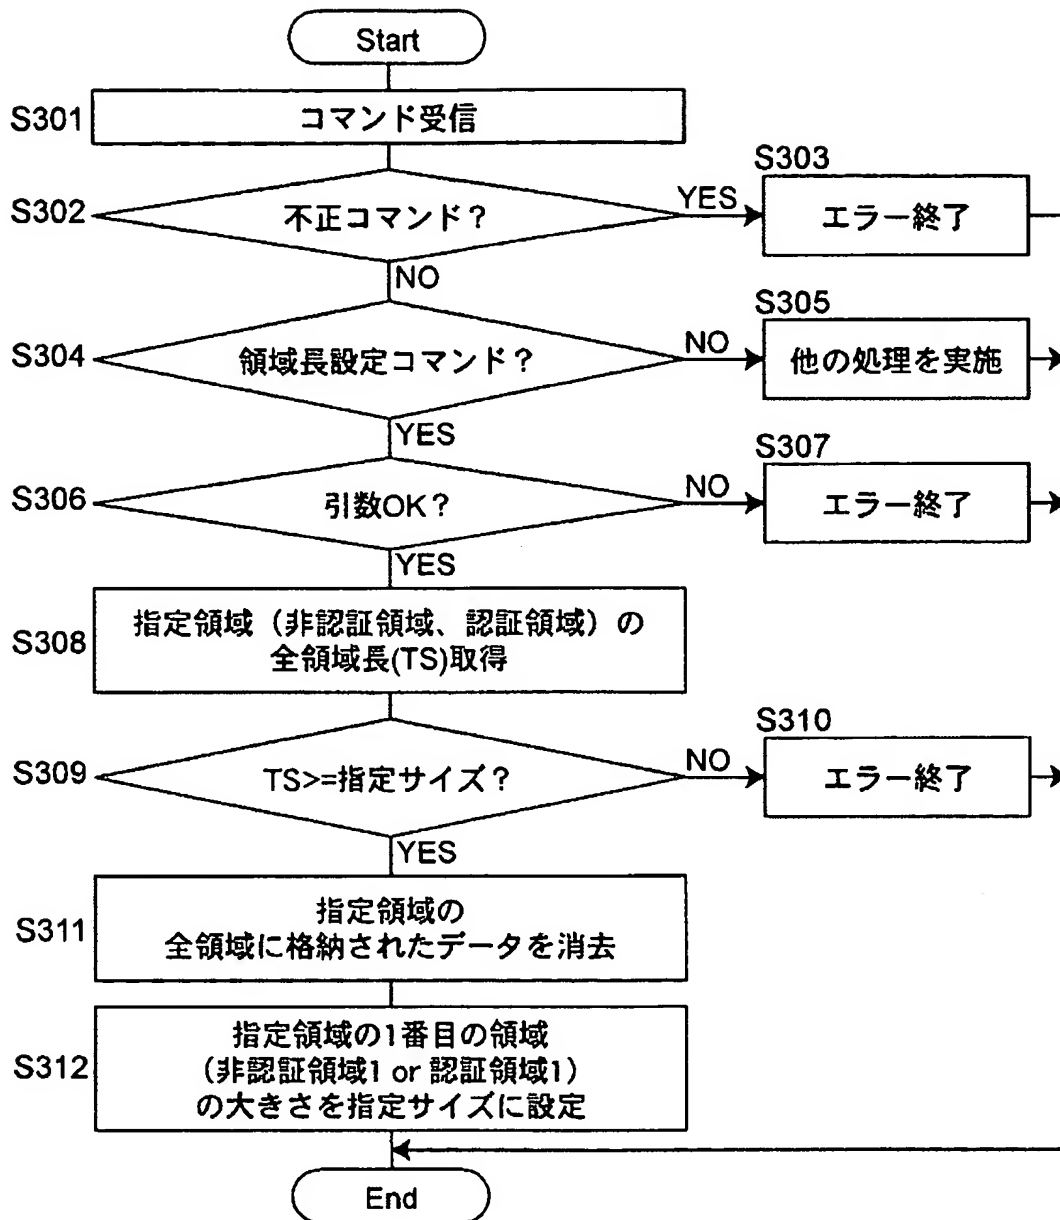 Start
S301
コマンド受信
S302
不正コマンド？
YES
S303
エラー終了
NO
S304
領域長設定コマンド？
NO
S305
他の処理を実施
YES
S306
引数OK？
NO
S307
エラー終了
YES
S308
指定領域（非認証領域、認証領域）の
全領域長(TS)取得
S309
TS>=指定サイズ？
NO
S310
エラー終了
YES
S311
指定領域の
全領域に格納されたデータを消去
S312
指定領域の1番目の領域
（非認証領域1 or 認証領域1）
の大きさを指定サイズに設定
End